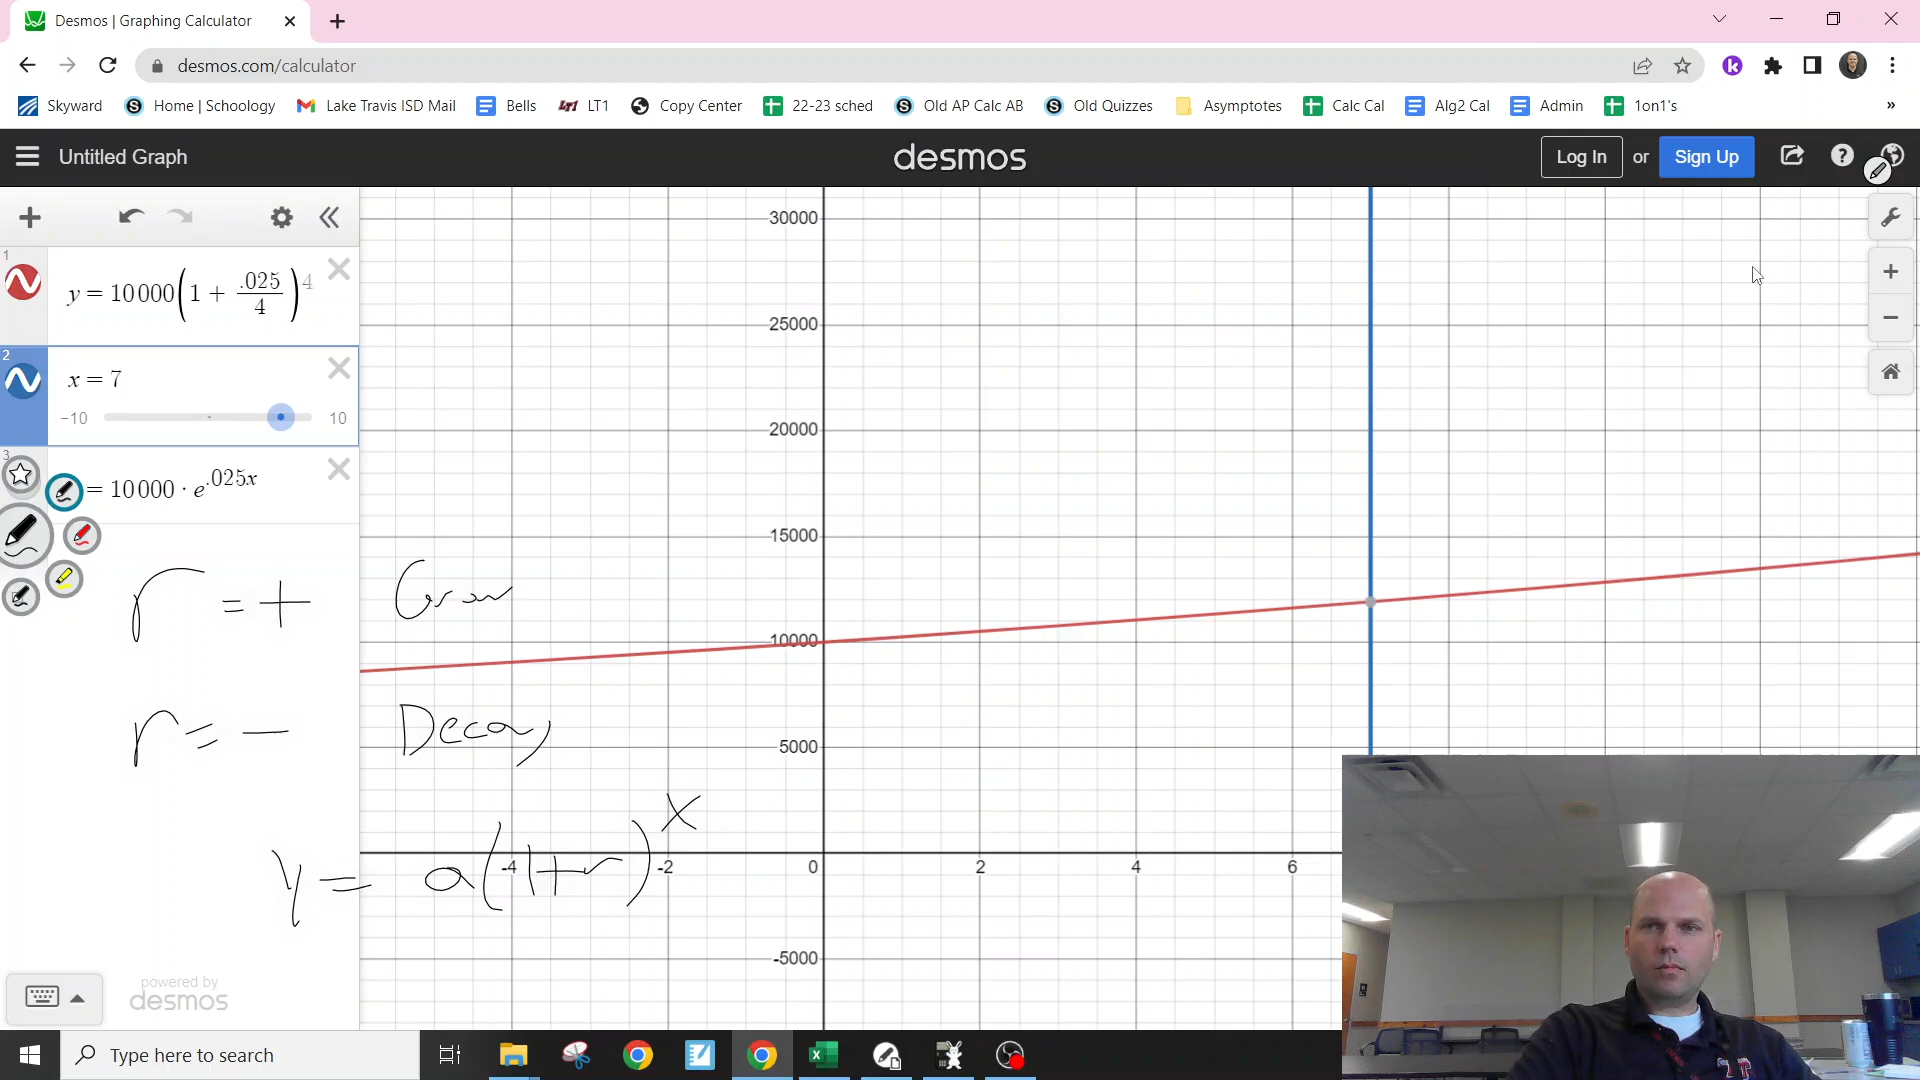 Desmos | Graphing Calculator
desmos.com/calculator
Skyward
Home | Schoology
Lake Travis ISD Mail
Bells
LT1
Copy Center
22-23 sched
Old AP Calc AB
Old Quizzes
Asymptotes
Calc Cal
Alg2 Cal
Admin
1on1's
»
Untitled Graph
desmos
Log In or Sign Up
1
y = 10000(1 + .025/4)^4
2
x = 7
-10
10
3
= 10000 · e^.025x
r = + Grow
r = - Decay
y = a(1+r)^x
30000
25000
20000
15000
10000
5000
-4 -2 0 2 4 6
-5000
powered by
desmos
Type here to search